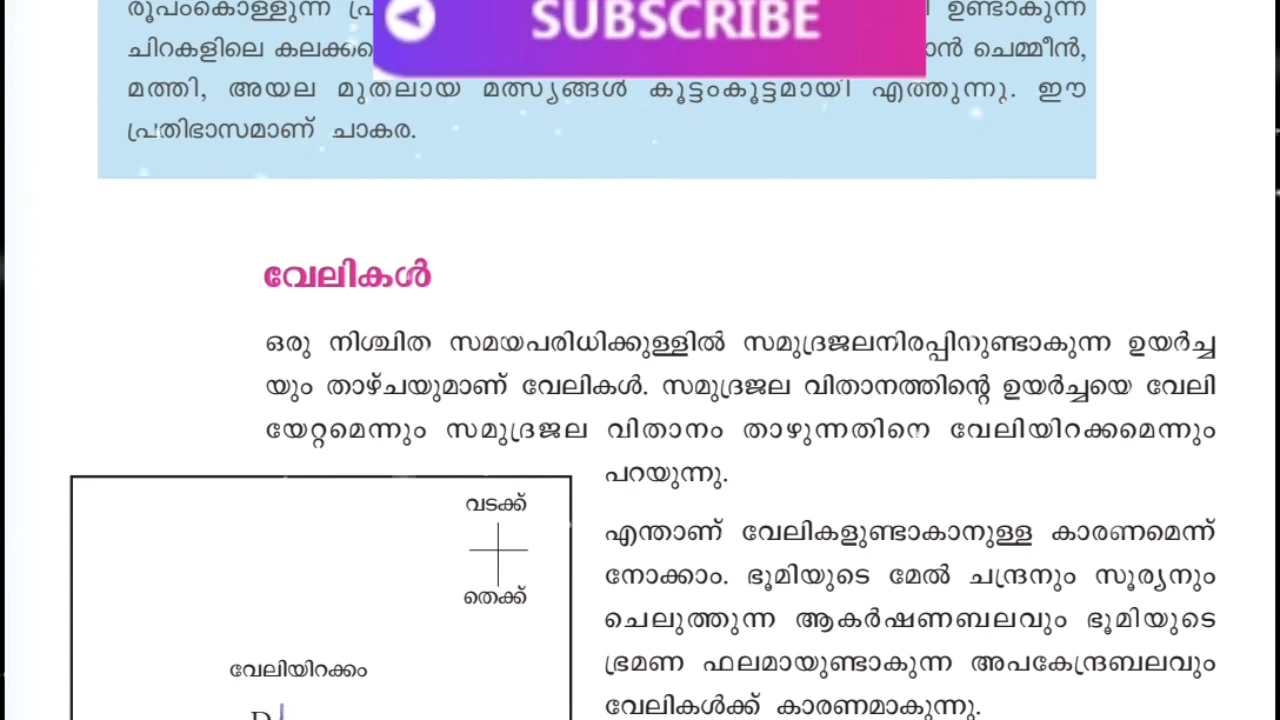 രൂപംകൊള്ളുന്ന
SUBSCRIBE
ഉണ്ടാകുന്ന
ചിറകളിലെ
ചെമ്മീൻ,
മത്തി, അയല മുതലായ മത്സ്യങ്ങൾ കൂട്ടംകൂട്ടമായി എത്തുന്നു. ഈ
പ്രതിഭാസമാണ് ചാകര.
വേലികൾ
ഒരു നിശ്ചിത സമയപരിധിക്കുള്ളിൽ സമുദ്രജലനിരപ്പിനുണ്ടാകുന്ന ഉയർച്ച
യും താഴ്ചയുമാണ് വേലികൾ. സമുദ്രജല വിതാനത്തിന്റെ ഉയർച്ചയെ വേലി
യേറ്റമെന്നും സമുദ്രജല വിതാനം താഴുന്നതിനെ വേലിയിറക്കമെന്നും
പറയുന്നു.
വടക്ക്
തെക്ക്
വേലിയിറക്കം
D
എന്താണ് വേലികളുണ്ടാകാനുള്ള കാരണമെന്ന്
നോക്കാം. ഭൂമിയുടെ മേൽ ചന്ദ്രനും സൂര്യനും
ചെലുത്തുന്ന ആകർഷണബലവും ഭൂമിയുടെ
ഭ്രമണ ഫലമായുണ്ടാകുന്ന അപകേന്ദ്രബലവും
വേലികൾക്ക് കാരണമാകുന്നു.